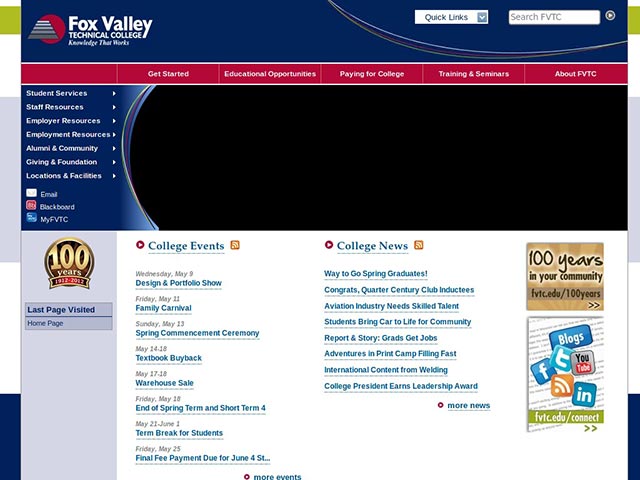 Fox Valley
TECHNICAL COLLEGE
Knowledge That Works
Quick Links
Search FVTC
Get Started
Educational Opportunities
Paying for College
Training & Seminars
About FVTC
Student Services
Staff Resources
Employer Resources
Employment Resources
Alumni & Community
Giving & Foundation
Locations & Facilities
Email
Bb
Blackboard
MyFVTC
100
years
1912-2012
Last Page Visited
Home Page
College Events
Wednesday, May 9
Design & Portfolio Show
Friday, May 11
Family Carnival
Sunday, May 13
Spring Commencement Ceremony
May 14-18
Textbook Buyback
May 17-18
Warehouse Sale
Friday, May 18
End of Spring Term and Short Term 4
May 21-June 1
Term Break for Students
Friday, May 25
Final Fee Payment Due for June 4 St...
more events
College News
Way to Go Spring Graduates!
Congrats, Quarter Century Club Inductees
Aviation Industry Needs Skilled Talent
Students Bring Car to Life for Community
Report & Story: Grads Get Jobs
Adventures in Print Camp Filling Fast
International Content from Welding
College President Earns Leadership Award
more news
100 years
in your community
fvtc.edu/100years
>>
Blogs
f
You
Tube
in
fvtc.edu/connect
>>